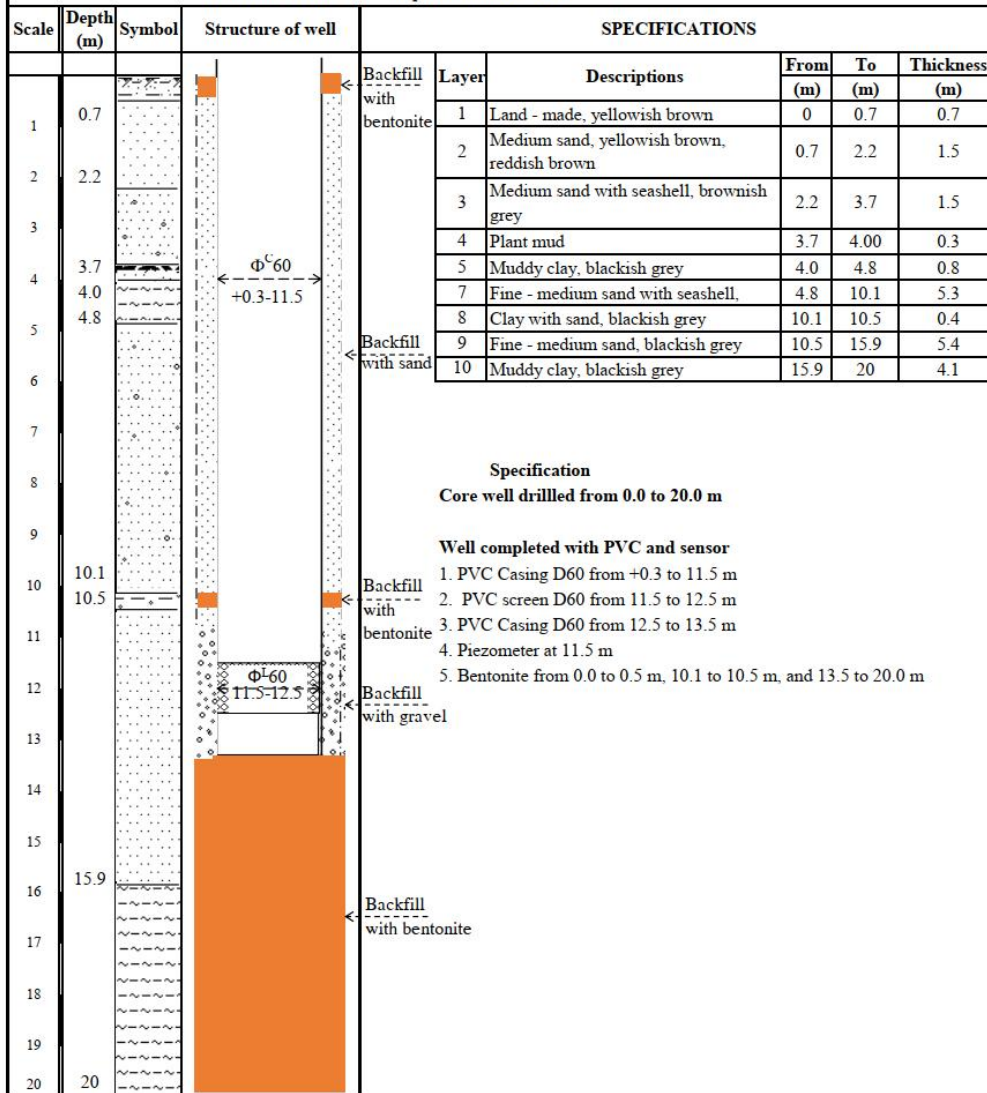 Scale Depth (m) Symbol Structure of well SPECIFICATIONS
Layer Descriptions From (m) To (m) Thickness (m)
1 Land - made, yellowish brown 0 0.7 0.7
2 Medium sand, yellowish brown, reddish brown 0.7 2.2 1.5
3 Medium sand with seashell, brownish grey 2.2 3.7 1.5
4 Plant mud 3.7 4.00 0.3
5 Muddy clay, blackish grey 4.0 4.8 0.8
7 Fine - medium sand with seashell, 4.8 10.1 5.3
8 Clay with sand, blackish grey 10.1 10.5 0.4
9 Fine - medium sand, blackish grey 10.5 15.9 5.4
10 Muddy clay, blackish grey 15.9 20 4.1
1
2
3
4
5
6
7
8
9
10
11
12
13
14
15
16
17
18
19
20
0.7
2.2
3.7
4.0
4.8
10.1
10.5
15.9
20
Φᶜ60
+0.3-11.5
Φᴸ60
11.5-12.5
Backfill
with
bentonite
Backfill
with sand
Backfill
with
bentonite
Backfill
with gravel
Backfill
with bentonite
Specification
Core well drillled from 0.0 to 20.0 m
Well completed with PVC and sensor
1. PVC Casing D60 from +0.3 to 11.5 m
2. PVC screen D60 from 11.5 to 12.5 m
3. PVC Casing D60 from 12.5 to 13.5 m
4. Piezometer at 11.5 m
5. Bentonite from 0.0 to 0.5 m, 10.1 to 10.5 m, and 13.5 to 20.0 m